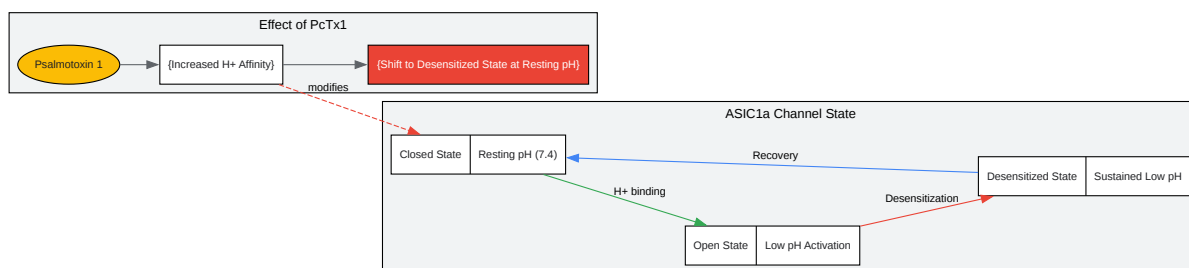 Effect of PcTx1
Psalmotoxin 1
{Increased H+ Affinity}
{Shift to Desensitized State at Resting pH}
modifies
ASIC1a Channel State
Closed State
Resting pH (7.4)
Recovery
Desensitized State
Sustained Low pH
H+ binding
Desensitization
Open State
Low pH Activation